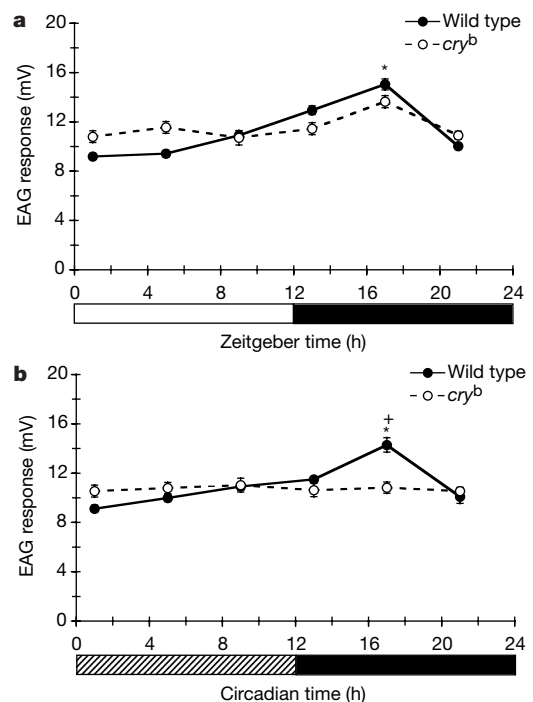 a
Wild type
cryb
*
EAG response (mV)
20
16
12
8
4
0
0 4 8 12 16 20 24
Zeitgeber time (h)
b
Wild type
cryb
+
*
EAG response (mV)
20
16
12
8
4
0
0 4 8 12 16 20 24
Circadian time (h)